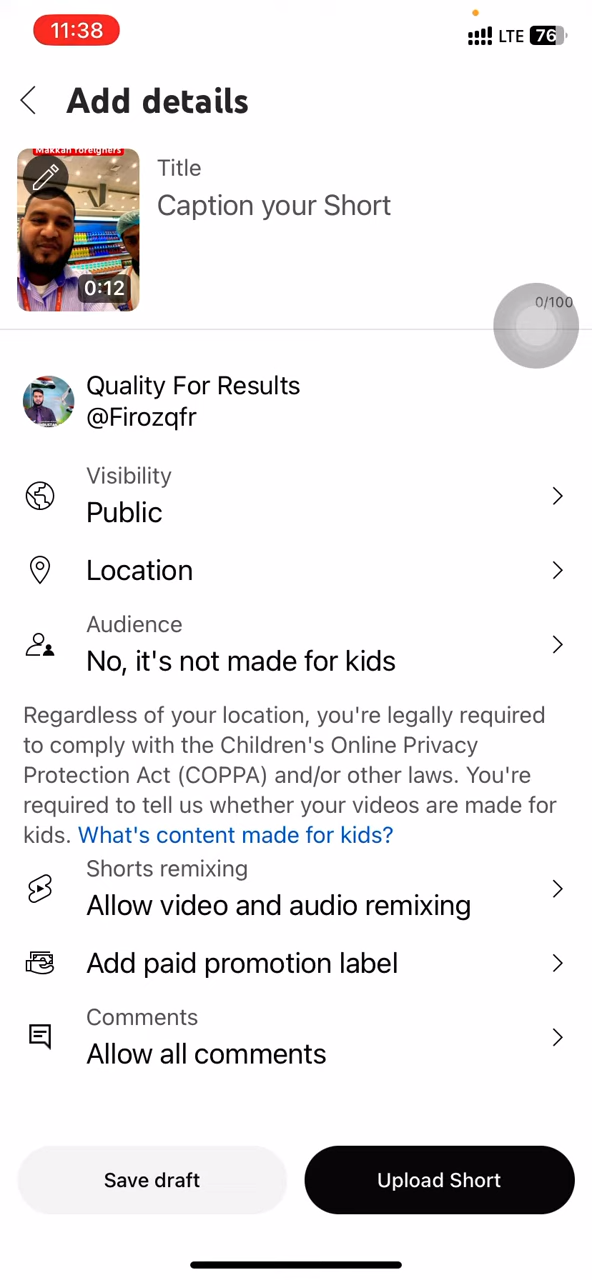 11:38
LTE 76
Add details
Makkah foreigners
Title
Caption your Short
0:12
0/100
Quality For Results
@Firozqfr
Visibility
Public
Location
Audience
No, it's not made for kids
Regardless of your location, you're legally required
to comply with the Children's Online Privacy
Protection Act (COPPA) and/or other laws. You're
required to tell us whether your videos are made for
kids. What's content made for kids?
Shorts remixing
Allow video and audio remixing
Add paid promotion label
Comments
Allow all comments
Save draft
Upload Short